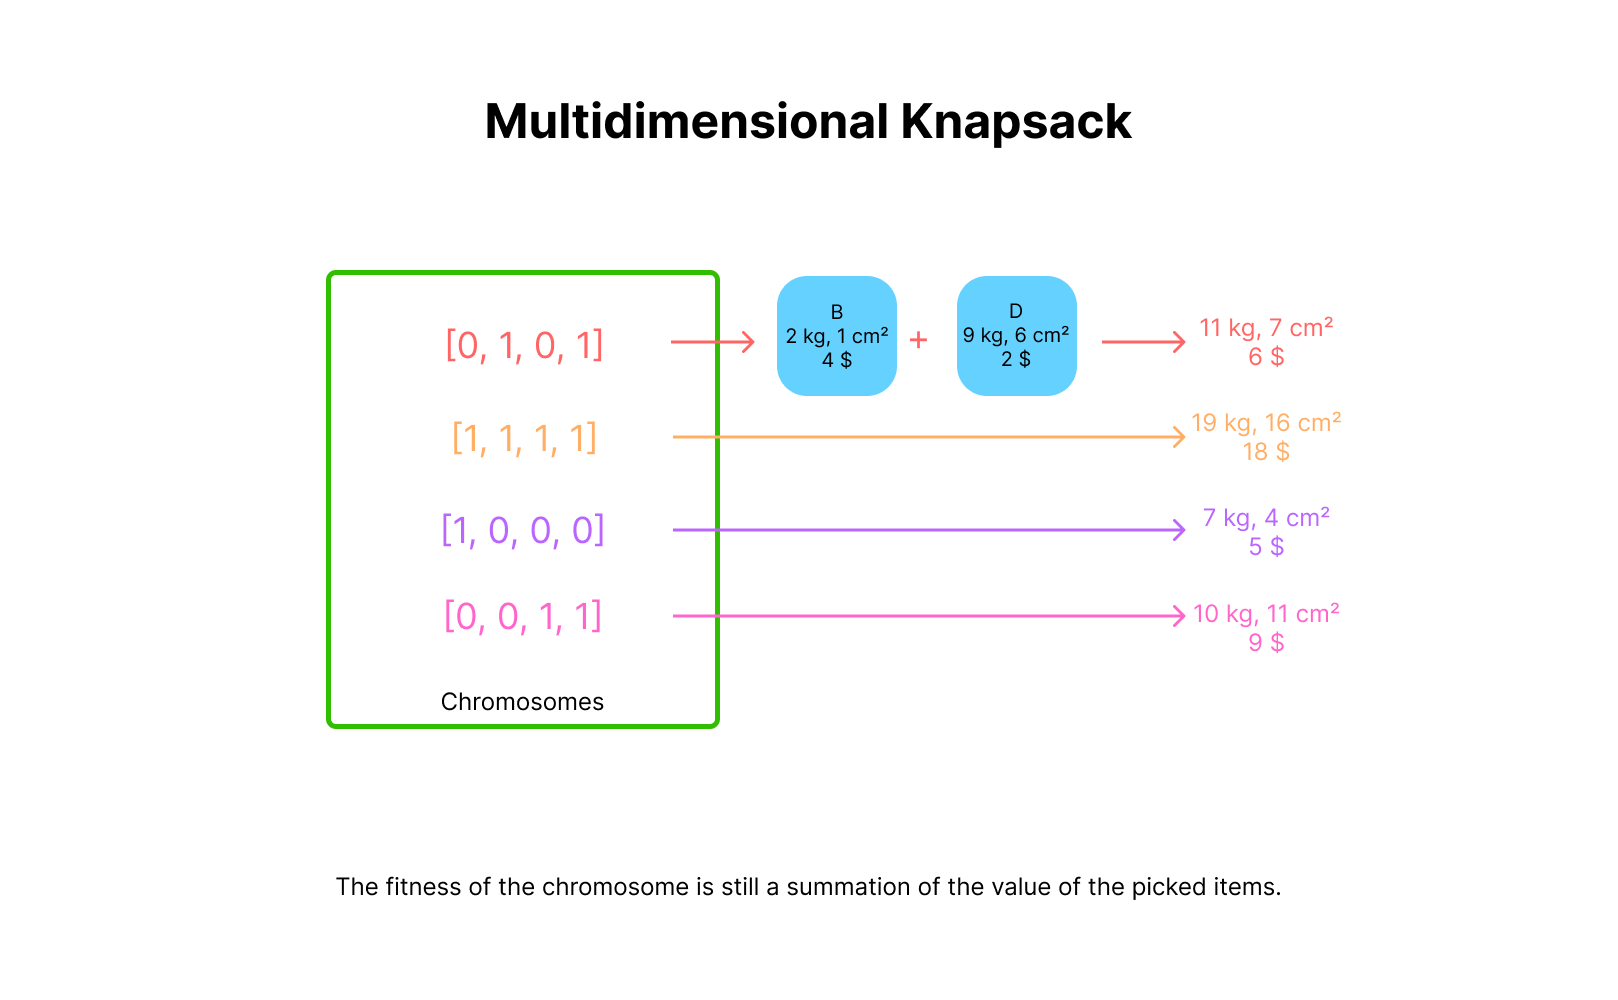 Multidimensional Knapsack
[0, 1, 0, 1]
B
2 kg, 1 cm²
4 $
+
D
9 kg, 6 cm²
2 $
11 kg, 7 cm²
6 $
[1, 1, 1, 1]
19 kg, 16 cm²
18 $
[1, 0, 0, 0]
7 kg, 4 cm²
5 $
[0, 0, 1, 1]
10 kg, 11 cm²
9 $
Chromosomes
The fitness of the chromosome is still a summation of the value of the picked items.